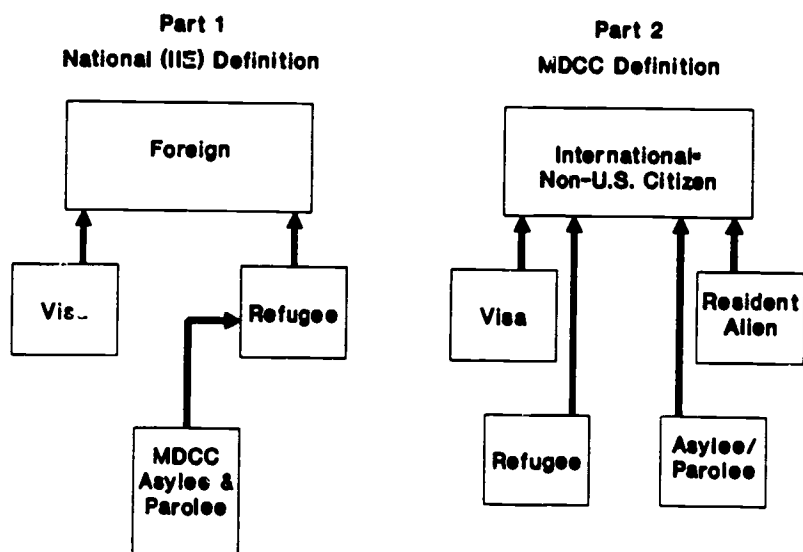 Part 1
National (IIE) Definition
Foreign
Visa
Refugee
MDCC
Asylee &
Parolee
Part 2
MDCC Definition
International-
Non-U.S. Citizen
Visa
Resident
Alien
Refugee
Asylee/
Parolee